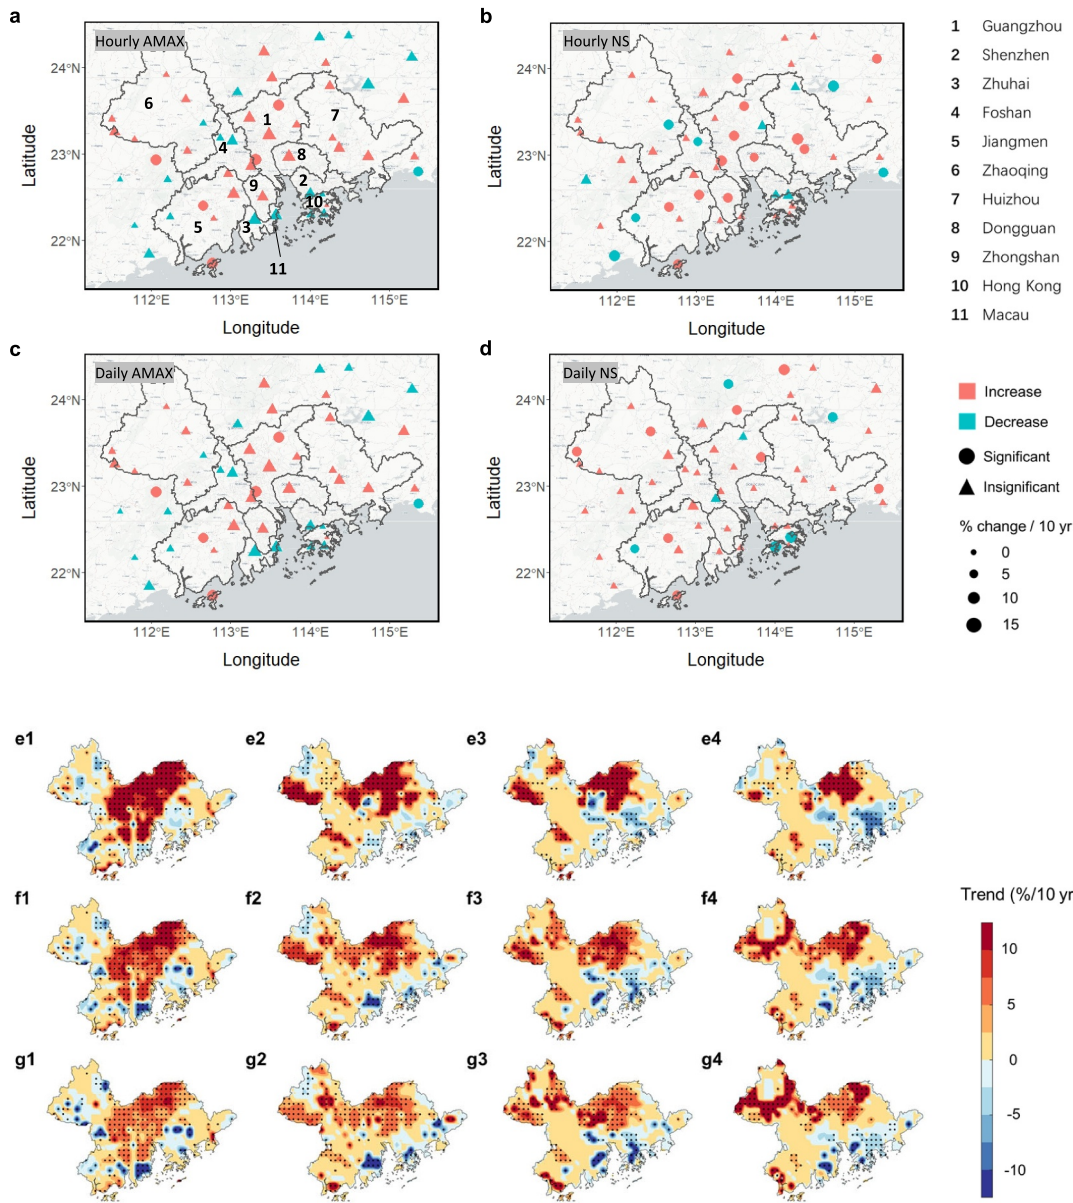 a
Hourly AMAX
24°N
23°N
22°N
Latitude
112°E 113°E 114°E 115°E
Longitude
6
1
7
4
8
2
9
10
5
3
11
b
Hourly NS
24°N
23°N
22°N
Latitude
112°E 113°E 114°E 115°E
Longitude
1 Guangzhou
2 Shenzhen
3 Zhuhai
4 Foshan
5 Jiangmen
6 Zhaoqing
7 Huizhou
8 Dongguan
9 Zhongshan
10 Hong Kong
11 Macau
c
Daily AMAX
24°N
23°N
22°N
Latitude
112°E 113°E 114°E 115°E
Longitude
d
Daily NS
24°N
23°N
22°N
Latitude
112°E 113°E 114°E 115°E
Longitude
Increase
Decrease
Significant
Insignificant
% change / 10 yr
0
5
10
15
e1 e2 e3 e4
f1 f2 f3 f4
g1 g2 g3 g4
Trend (%/10 yr
10
5
0
-5
-10